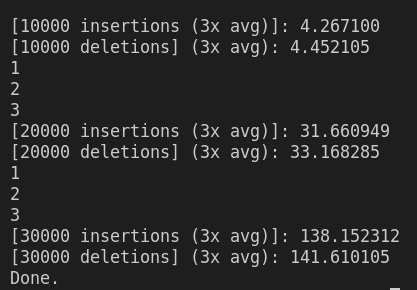 [10000 insertions (3x avg)]: 4.267100
[10000 deletions] (3x avg): 4.452105
1
2
3
[20000 insertions (3x avg)]: 31.660949
[20000 deletions] (3x avg): 33.168285
1
2
3
[30000 insertions (3x avg)]: 138.152312
[30000 deletions] (3x avg): 141.610105
Done.